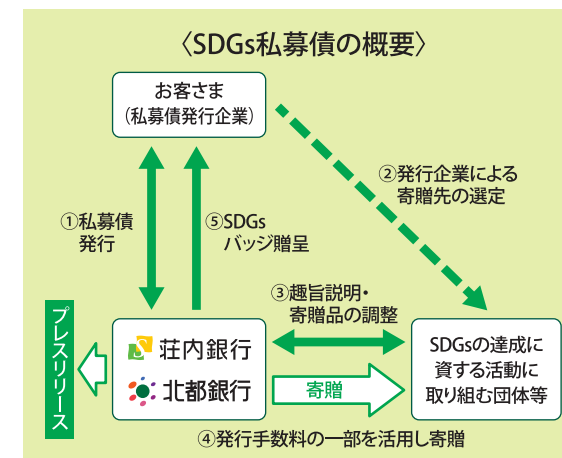 〈SDGs私募債の概要〉
お客さま
（私募債発行企業）
②発行企業による
寄贈先の選定
①私募債
発行
⑤SDGs
バッジ贈呈
③趣旨説明・
寄贈品の調整
プレスリリース
荘内銀行
北都銀行
寄贈
SDGsの達成に
資する活動に
取り組む団体等
④発行手数料の一部を活用し寄贈